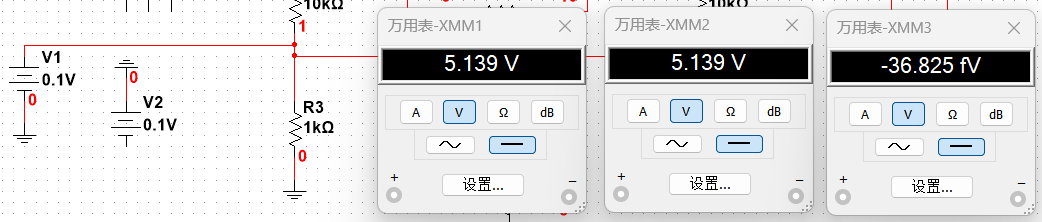 10kΩ
1
10kΩ
V1
0.1V
0
0
V2
0.1V
R3
1kΩ
0
万用表-XMM1
5.139 V
A
V
Ω
dB
+
设置...
−
万用表-XMM2
5.139 V
A
V
Ω
dB
+
设置...
−
万用表-XMM3
-36.825 fV
A
V
Ω
dB
+
设置...
−